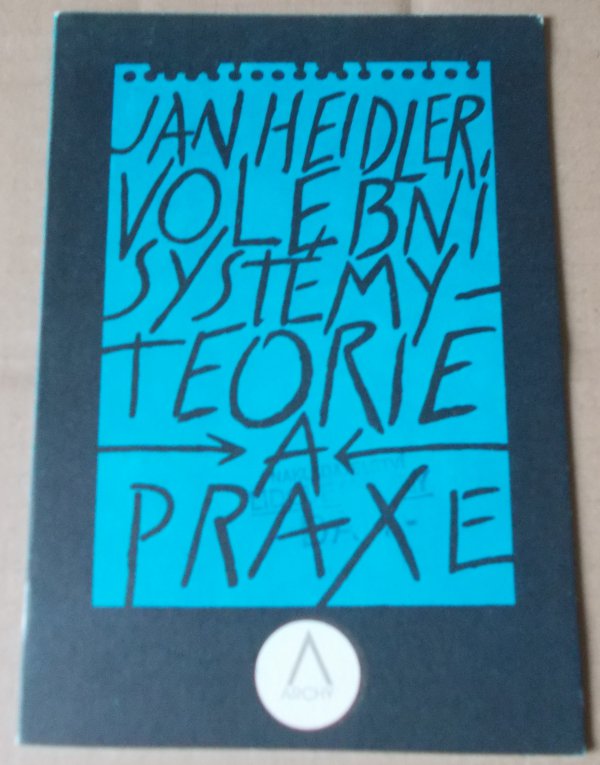 JAN HEIDLER,
VOLEBNÍ
SYSTÉMY-
TEORIE
A
PRAXE
ARCHY